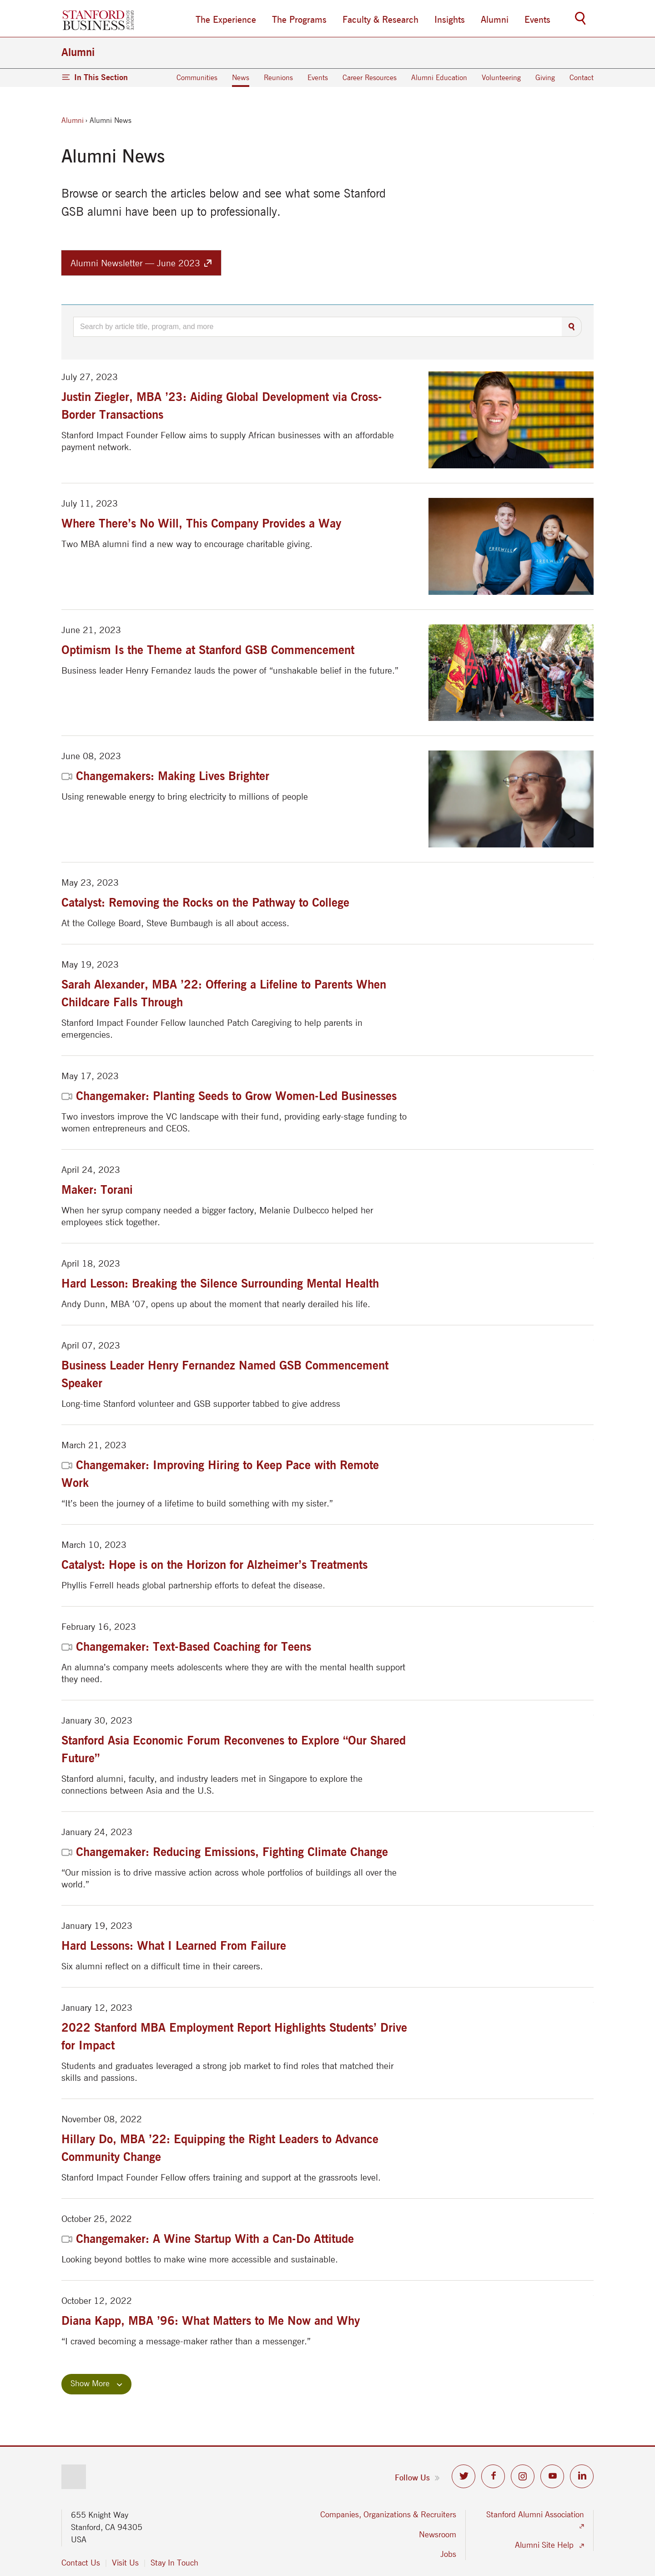 STANFORD
BUSINESS
The Experience
The Programs
Faculty & Research
Insights
Alumni
Events
Alumni
In This Section
Communities
News
Reunions
Events
Career Resources
Alumni Education
Volunteering
Giving
Contact
Alumni › Alumni News
Alumni News
Browse or search the articles below and see what some Stanford
GSB alumni have been up to professionally.
Alumni Newsletter — June 2023
Search by article title, program, and more
July 27, 2023
Justin Ziegler, MBA ’23: Aiding Global Development via Cross-
Border Transactions
Stanford Impact Founder Fellow aims to supply African businesses with an affordable
payment network.
July 11, 2023
Where There’s No Will, This Company Provides a Way
Two MBA alumni find a new way to encourage charitable giving.
June 21, 2023
Optimism Is the Theme at Stanford GSB Commencement
Business leader Henry Fernandez lauds the power of “unshakable belief in the future.”
June 08, 2023
Changemakers: Making Lives Brighter
Using renewable energy to bring electricity to millions of people
May 23, 2023
Catalyst: Removing the Rocks on the Pathway to College
At the College Board, Steve Bumbaugh is all about access.
May 19, 2023
Sarah Alexander, MBA ’22: Offering a Lifeline to Parents When
Childcare Falls Through
Stanford Impact Founder Fellow launched Patch Caregiving to help parents in
emergencies.
May 17, 2023
Changemaker: Planting Seeds to Grow Women-Led Businesses
Two investors improve the VC landscape with their fund, providing early-stage funding to
women entrepreneurs and CEOS.
April 24, 2023
Maker: Torani
When her syrup company needed a bigger factory, Melanie Dulbecco helped her
employees stick together.
April 18, 2023
Hard Lesson: Breaking the Silence Surrounding Mental Health
Andy Dunn, MBA ’07, opens up about the moment that nearly derailed his life.
April 07, 2023
Business Leader Henry Fernandez Named GSB Commencement
Speaker
Long-time Stanford volunteer and GSB supporter tabbed to give address
March 21, 2023
Changemaker: Improving Hiring to Keep Pace with Remote
Work
“It’s been the journey of a lifetime to build something with my sister.”
March 10, 2023
Catalyst: Hope is on the Horizon for Alzheimer’s Treatments
Phyllis Ferrell heads global partnership efforts to defeat the disease.
February 16, 2023
Changemaker: Text-Based Coaching for Teens
An alumna’s company meets adolescents where they are with the mental health support
they need.
January 30, 2023
Stanford Asia Economic Forum Reconvenes to Explore “Our Shared
Future”
Stanford alumni, faculty, and industry leaders met in Singapore to explore the
connections between Asia and the U.S.
January 24, 2023
Changemaker: Reducing Emissions, Fighting Climate Change
“Our mission is to drive massive action across whole portfolios of buildings all over the
world.”
January 19, 2023
Hard Lessons: What I Learned From Failure
Six alumni reflect on a difficult time in their careers.
January 12, 2023
2022 Stanford MBA Employment Report Highlights Students’ Drive
for Impact
Students and graduates leveraged a strong job market to find roles that matched their
skills and passions.
November 08, 2022
Hillary Do, MBA ’22: Equipping the Right Leaders to Advance
Community Change
Stanford Impact Founder Fellow offers training and support at the grassroots level.
October 25, 2022
Changemaker: A Wine Startup With a Can-Do Attitude
Looking beyond bottles to make wine more accessible and sustainable.
October 12, 2022
Diana Kapp, MBA ’96: What Matters to Me Now and Why
“I craved becoming a message-maker rather than a messenger.”
Show More
Follow Us
655 Knight Way
Stanford, CA 94305
USA
Contact Us
Visit Us
Stay In Touch
Companies, Organizations & Recruiters
Newsroom
Jobs
Stanford Alumni Association
Alumni Site Help